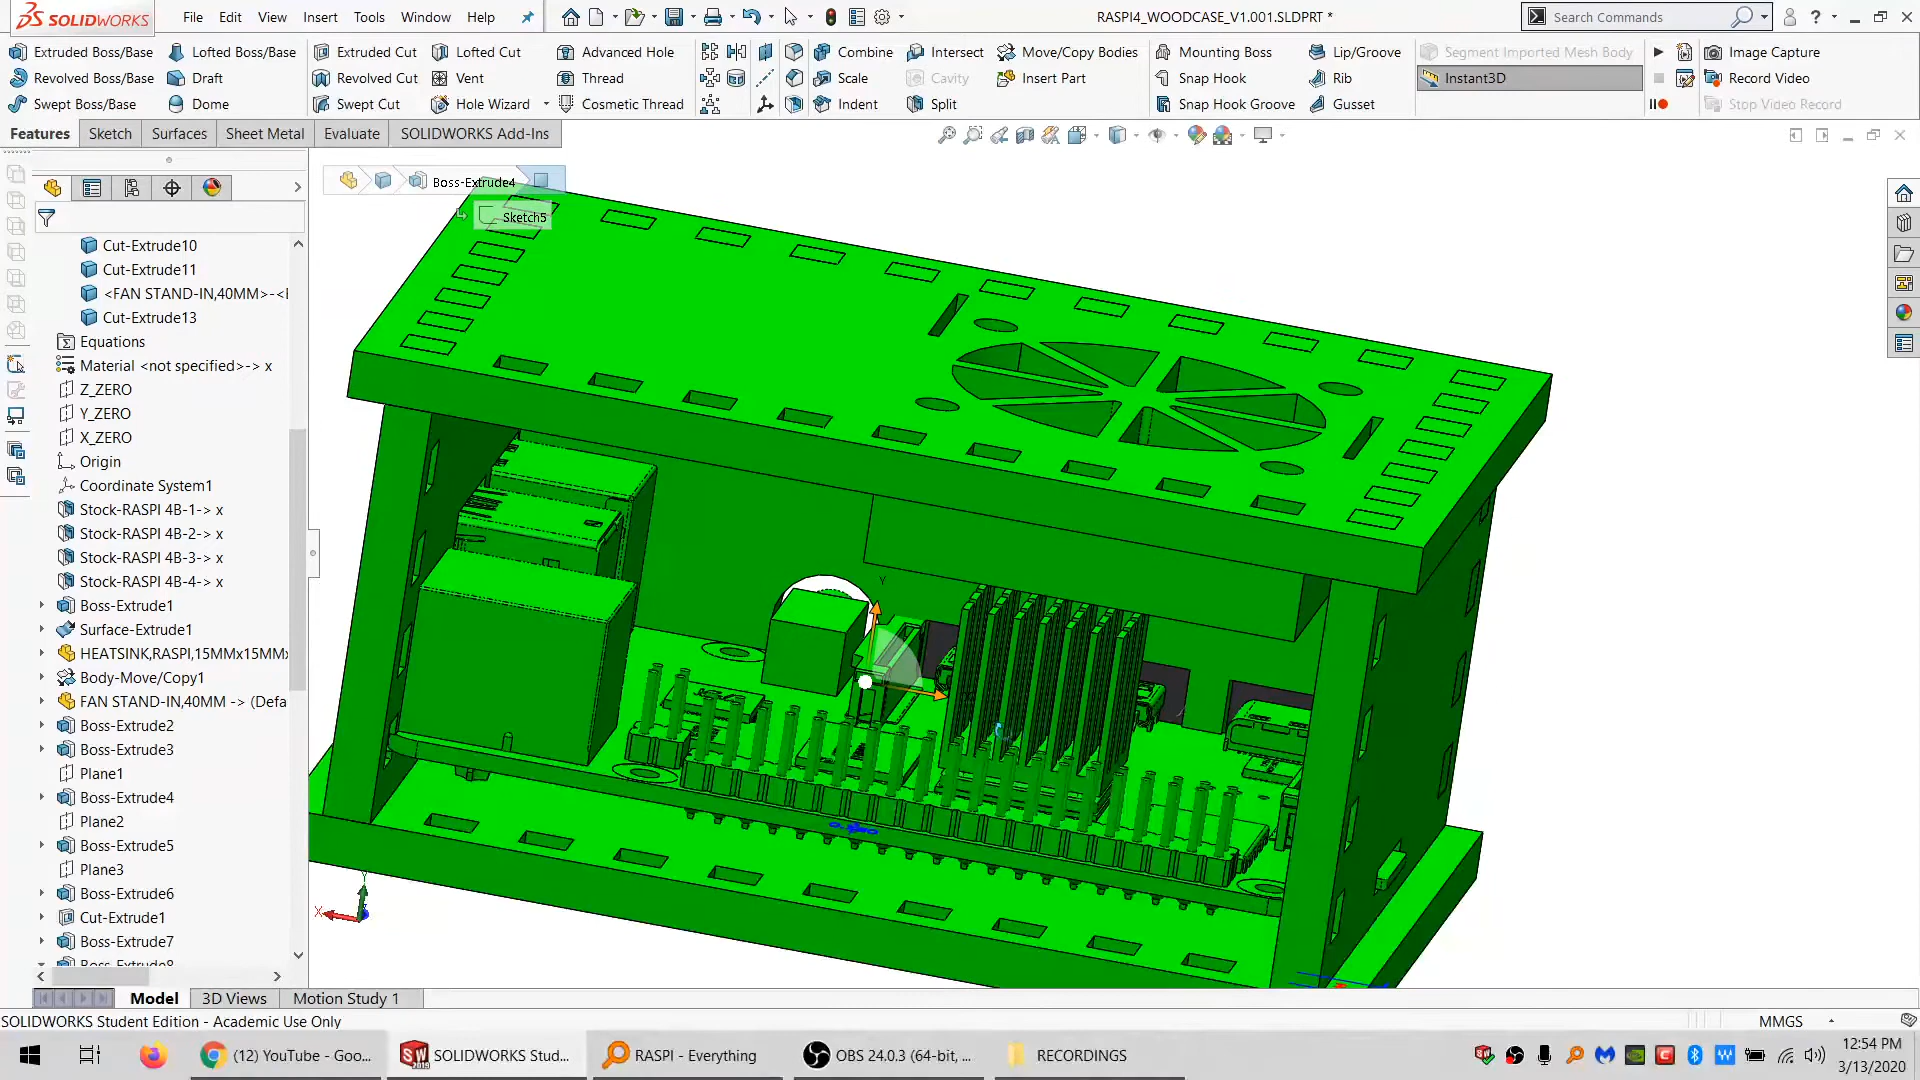 SOLIDWORKS
File Edit View Insert Tools Window Help
RASPI4_WOODCASE_V1.001.SLDPRT *
Search Commands
Extruded Boss/Base
Revolved Boss/Base
Swept Boss/Base
Lofted Boss/Base
Draft
Dome
Extruded Cut
Revolved Cut
Swept Cut
Lofted Cut
Vent
Hole Wizard
Advanced Hole
Thread
Cosmetic Thread
Combine
Scale
Indent
Intersect
Cavity
Split
Move/Copy Bodies
Insert Part
Mounting Boss
Snap Hook
Snap Hook Groove
Lip/Groove
Rib
Gusset
Segment Imported Mesh Body
Instant3D
Image Capture
Record Video
Stop Video Record
Features Sketch Surfaces Sheet Metal Evaluate SOLIDWORKS Add-Ins
Boss-Extrude4
Sketch5
Cut-Extrude10
Cut-Extrude11
<FAN STAND-IN,40MM>-<
Cut-Extrude13
Equations
Material <not specified>-> x
Z_ZERO
Y_ZERO
X_ZERO
Origin
Coordinate System1
Stock-RASPI 4B-1-> x
Stock-RASPI 4B-2-> x
Stock-RASPI 4B-3-> x
Stock-RASPI 4B-4-> x
Boss-Extrude1
Surface-Extrude1
HEATSINK,RASPI,15MMx15MMx
Body-Move/Copy1
FAN STAND-IN,40MM -> (Defa
Boss-Extrude2
Boss-Extrude3
Plane1
Boss-Extrude4
Plane2
Boss-Extrude5
Plane3
Boss-Extrude6
Cut-Extrude1
Boss-Extrude7
Boss-Extrude8
Y
X
Y
Model 3D Views Motion Study 1
SOLIDWORKS Student Edition - Academic Use Only
MMGS
(12) YouTube - Goo...
SOLIDWORKS Stud...
RASPI - Everything
OBS 24.0.3 (64-bit, ...
RECORDINGS
12:54 PM
3/13/2020